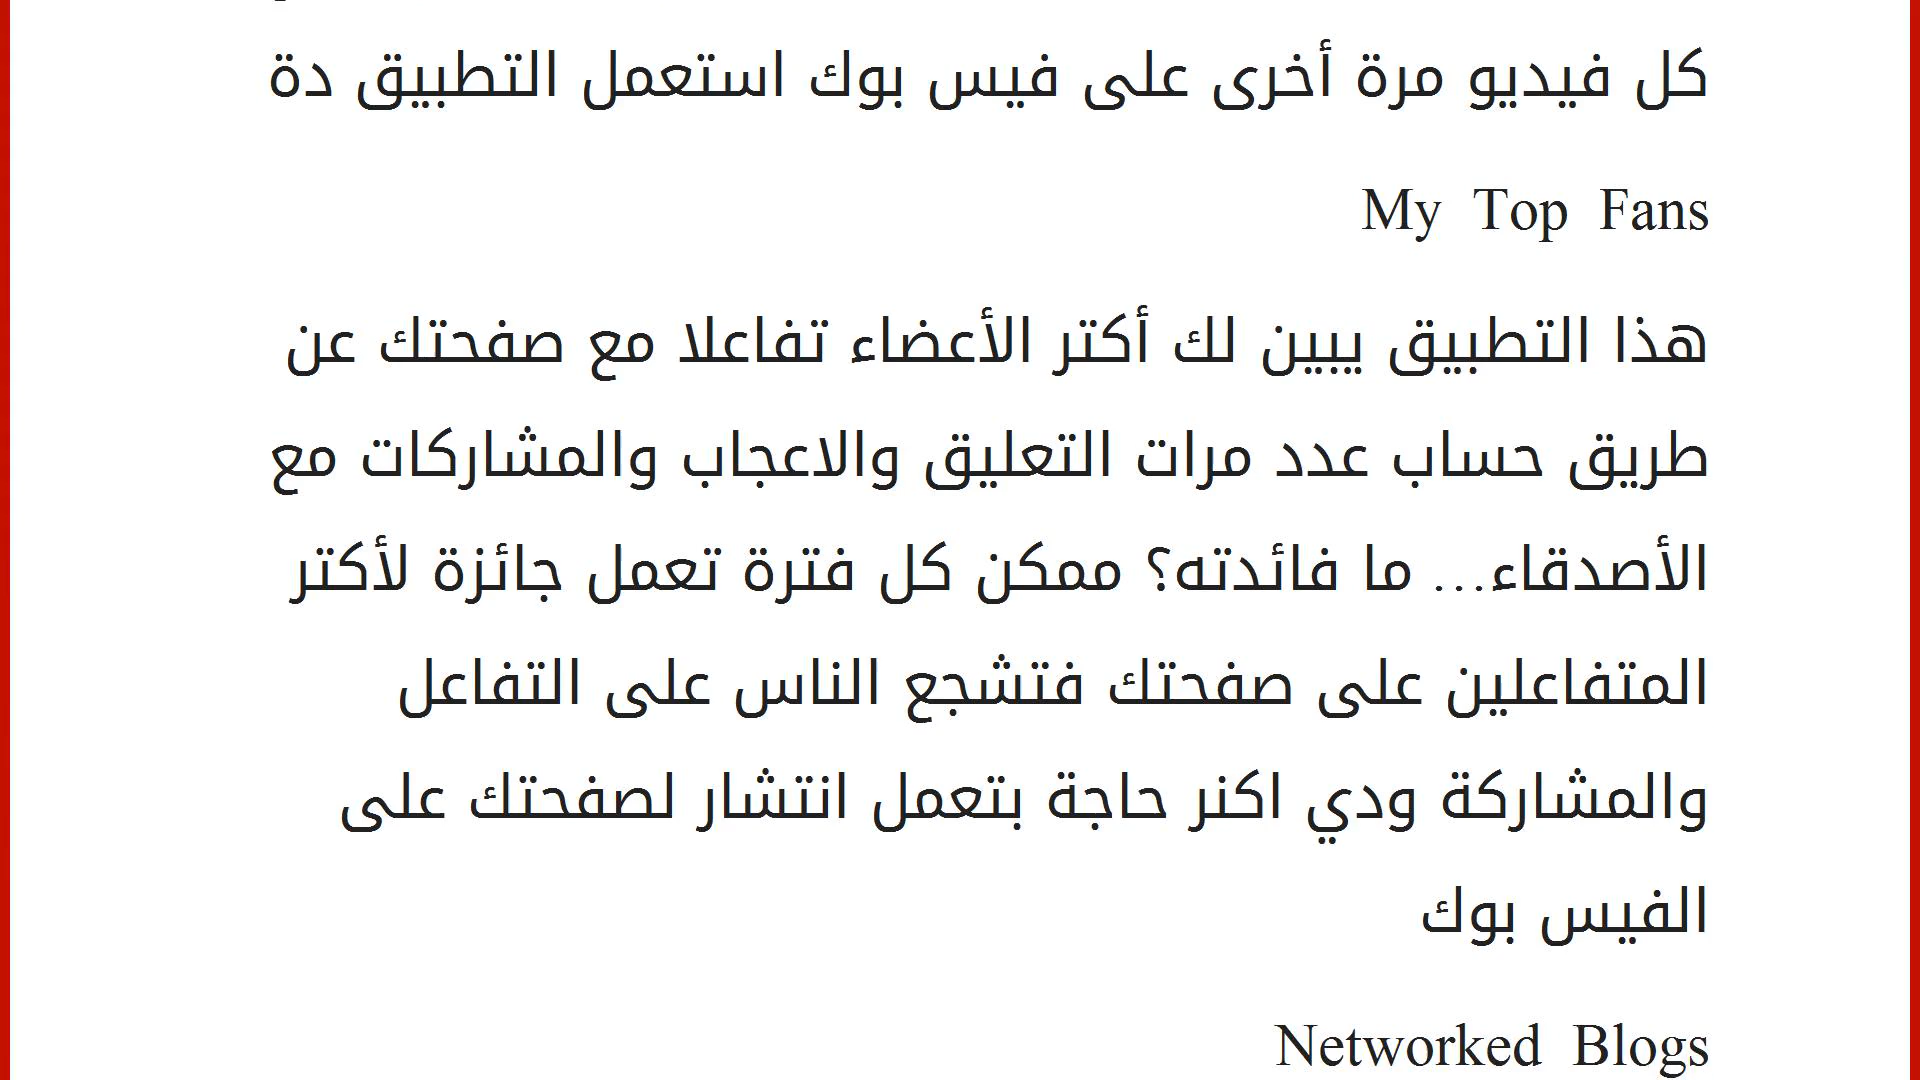 كل فيديو مرة أخرى على فيس بوك استعمل التطبيق دة
My Top Fans
هذا التطبيق يبين لك أكتر الأعضاء تفاعلا مع صفحتك عن
طريق حساب عدد مرات التعليق والاعجاب والمشاركات مع
الأصدقاء... ما فائدته؟ ممكن كل فترة تعمل جائزة لأكتر
المتفاعلين على صفحتك فتشجع الناس على التفاعل
والمشاركة ودي اكنر حاجة بتعمل انتشار لصفحتك على
الفيس بوك
Networked Blogs